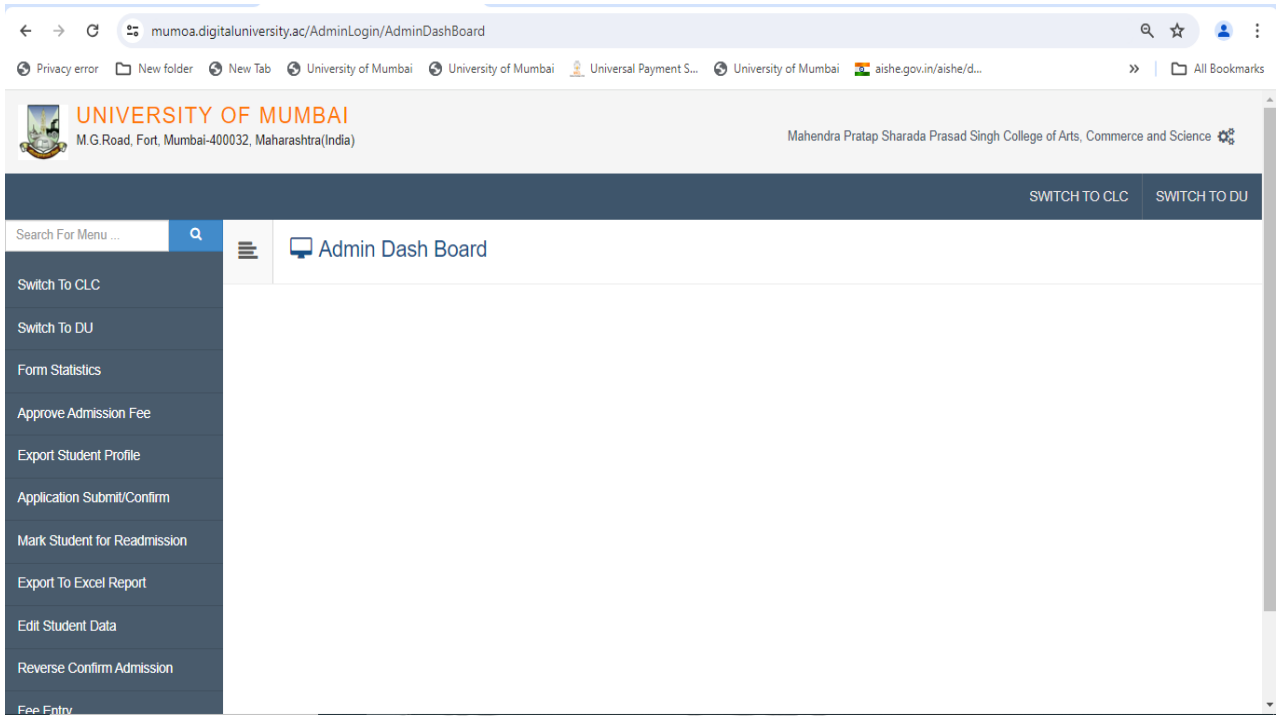 mumoa.digitaluniversity.ac/AdminLogin/AdminDashBoard
Privacy error New folder New Tab University of Mumbai University of Mumbai Universal Payment S... University of Mumbai aishe.gov.in/aishe/d... » All Bookmarks
UNIVERSITY OF MUMBAI
M.G.Road, Fort, Mumbai-400032, Maharashtra(India)
Mahendra Pratap Sharada Prasad Singh College of Arts, Commerce and Science
SWITCH TO CLC SWITCH TO DU
Search For Menu ...
Admin Dash Board
Switch To CLC
Switch To DU
Form Statistics
Approve Admission Fee
Export Student Profile
Application Submit/Confirm
Mark Student for Readmission
Export To Excel Report
Edit Student Data
Reverse Confirm Admission
Fee Entry